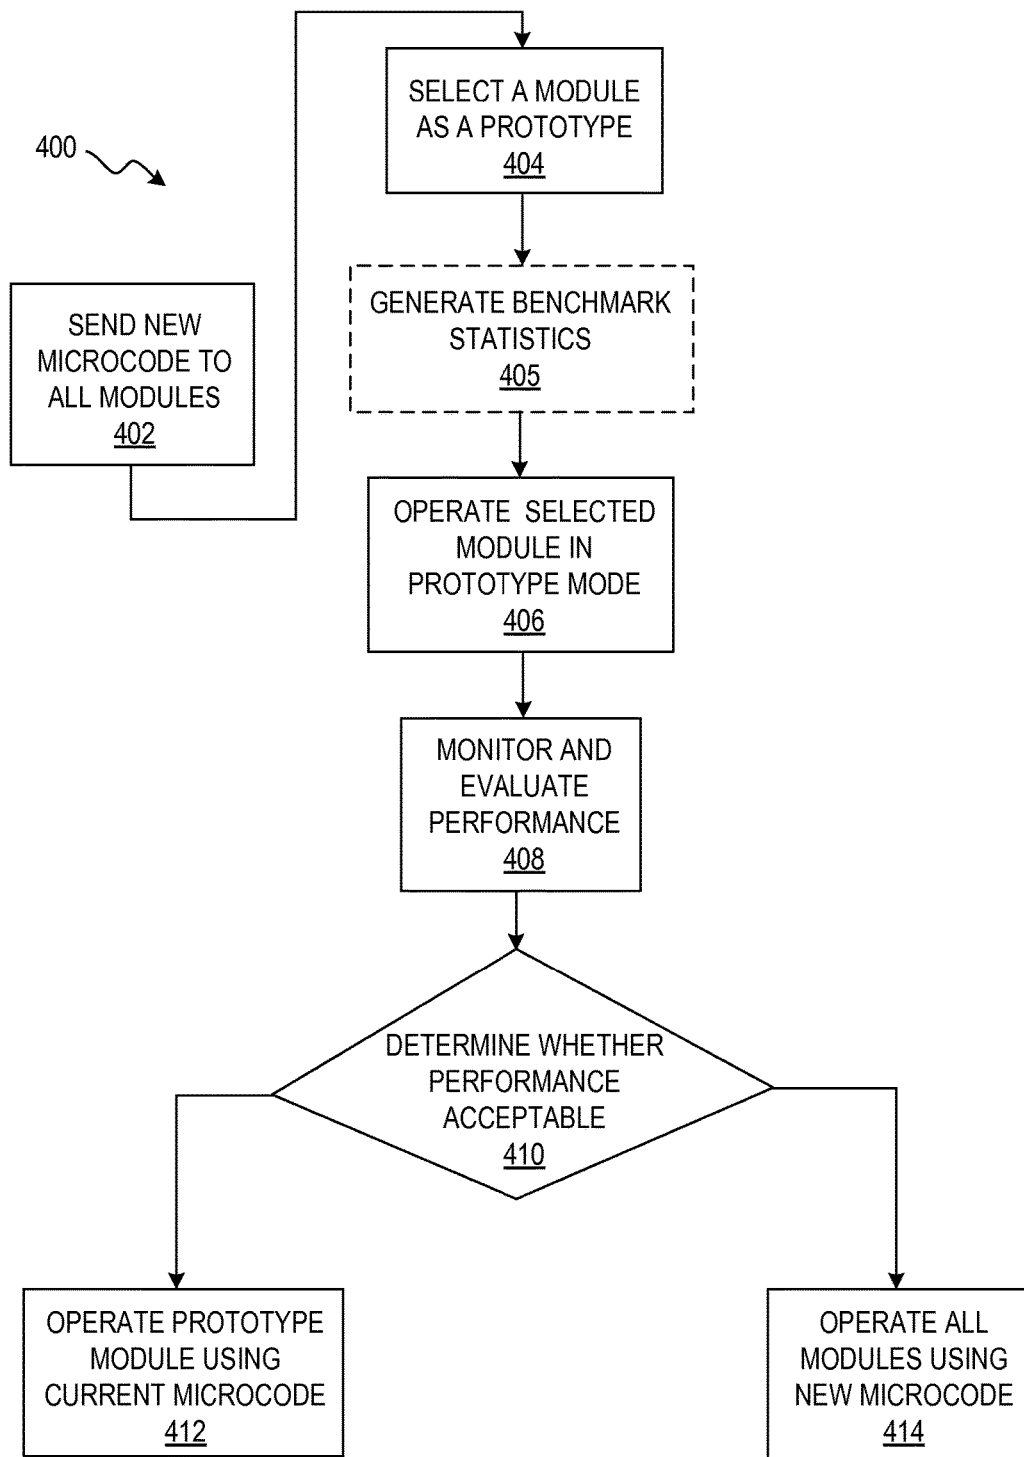 400
SEND NEW
MICROCODE TO
ALL MODULES
402
SELECT A MODULE
AS A PROTOTYPE
404
GENERATE BENCHMARK
STATISTICS
405
OPERATE SELECTED
MODULE IN
PROTOTYPE MODE
406
MONITOR AND
EVALUATE
PERFORMANCE
408
DETERMINE WHETHER
PERFORMANCE
ACCEPTABLE
410
OPERATE PROTOTYPE
MODULE USING
CURRENT MICROCODE
412
OPERATE ALL
MODULES USING
NEW MICROCODE
414